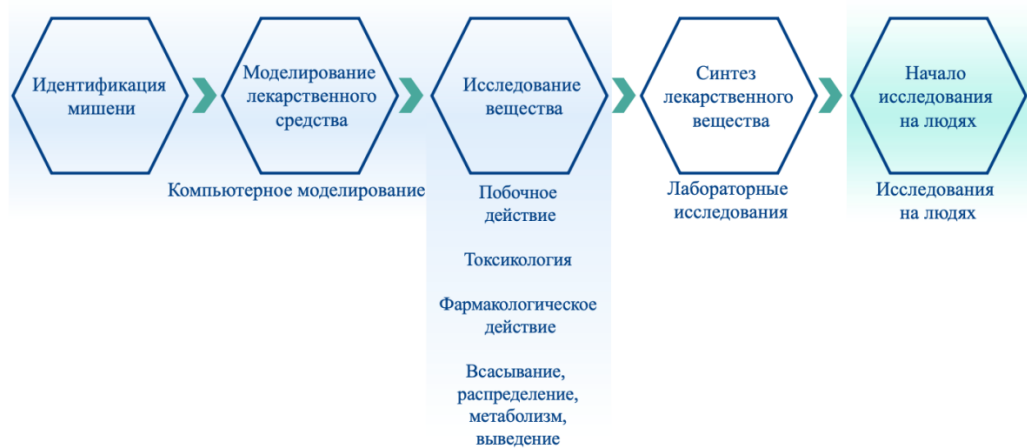 Идентификация
мишени
Моделирование
лекарственного
средства
Исследование
вещества
Синтез
лекарственного
вещества
Начало
исследования
на людях
Компьютерное моделирование
Побочное
действие
Токсикология
Фармакологическое
действие
Всасывание,
распределение,
метаболизм,
выведение
Лабораторные
исследования
Исследования
на людях